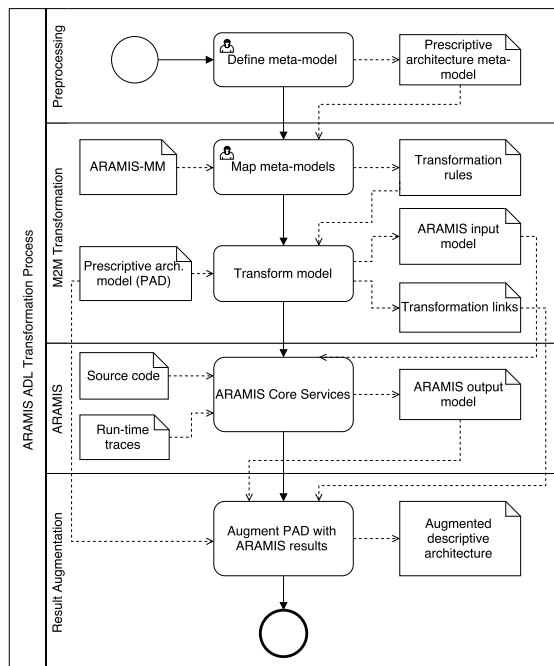 ARAMIS ADL Transformation Process
Preprocessing
Define meta-model
Prescriptive
architecture meta-
model
M2M Transformation
ARAMIS-MM
Map meta-models
Transformation
rules
Prescriptive arch.
model (PAD)
Transform model
ARAMIS input
model
Transformation links
ARAMIS
Source code
Run-time
traces
ARAMIS Core Services
ARAMIS output
model
Result Augmentation
Augment PAD with
ARAMIS results
Augmented
descriptive
architecture